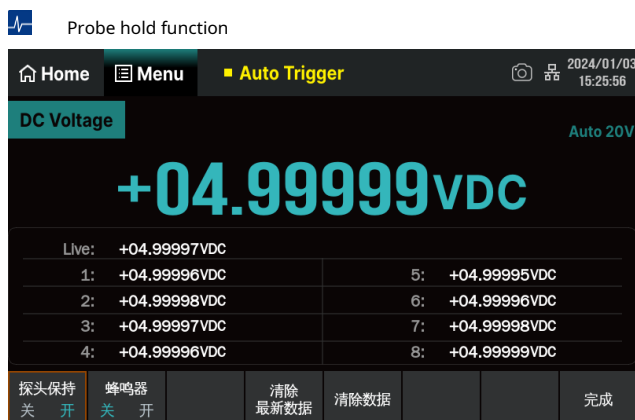 Probe hold function
Home Menu Auto Trigger 2024/01/03
15:25:56
DC Voltage
Auto 20V
+04.99999VDC
Live: +04.99997VDC
1: +04.99996VDC 5: +04.99995VDC
2: +04.99998VDC 6: +04.99996VDC
3: +04.99997VDC 7: +04.99998VDC
4: +04.99996VDC 8: +04.99999VDC
探头保持 蜂鸣器 清除
最新数据 清除数据 完成
关 开 关 开